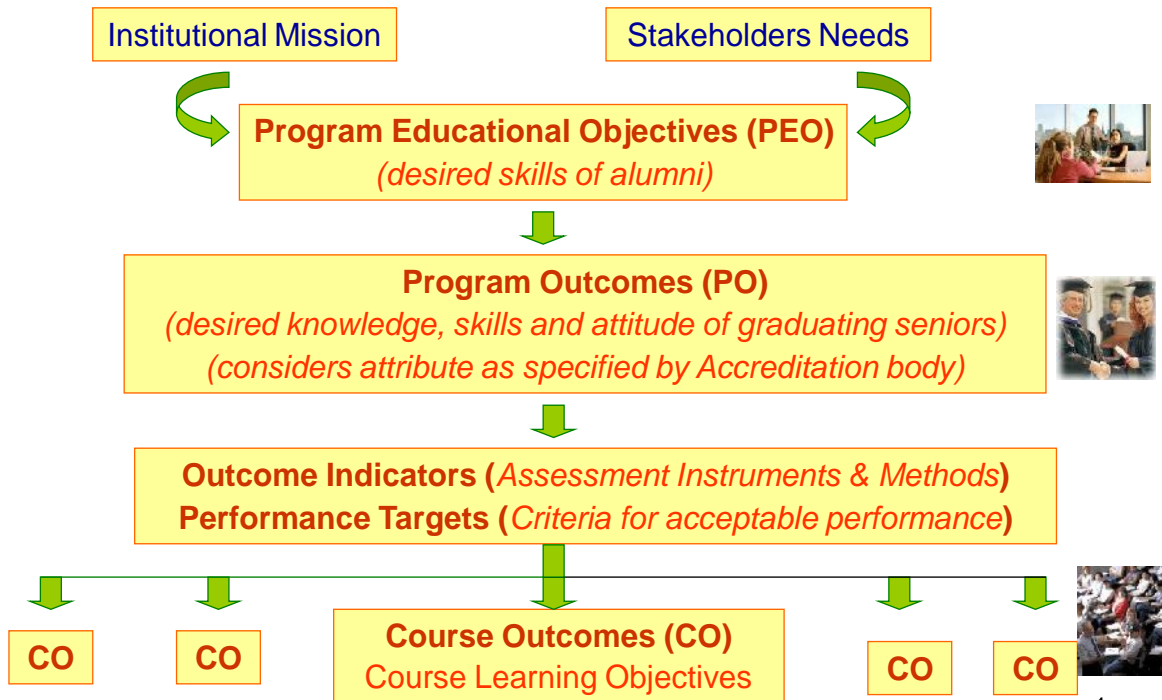 Institutional Mission
Stakeholders Needs
Program Educational Objectives (PEO)
(desired skills of alumni)
Program Outcomes (PO)
(desired knowledge, skills and attitude of graduating seniors)
(considers attribute as specified by Accreditation body)
Outcome Indicators (Assessment Instruments & Methods)
Performance Targets (Criteria for acceptable performance)
CO
CO
Course Outcomes (CO)
Course Learning Objectives
CO
CO